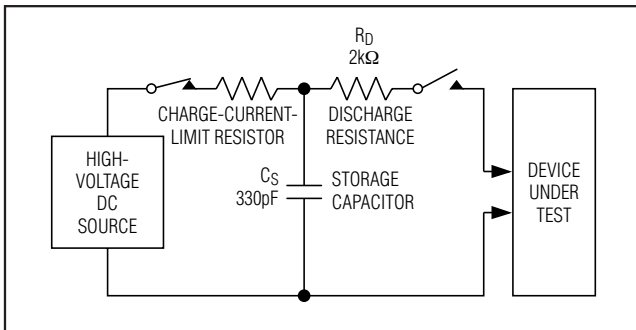 R_D
2kΩ
CHARGE-CURRENT-
LIMIT RESISTOR
DISCHARGE
RESISTANCE
HIGH-
VOLTAGE
DC
SOURCE
C_S
330pF
STORAGE
CAPACITOR
DEVICE
UNDER
TEST